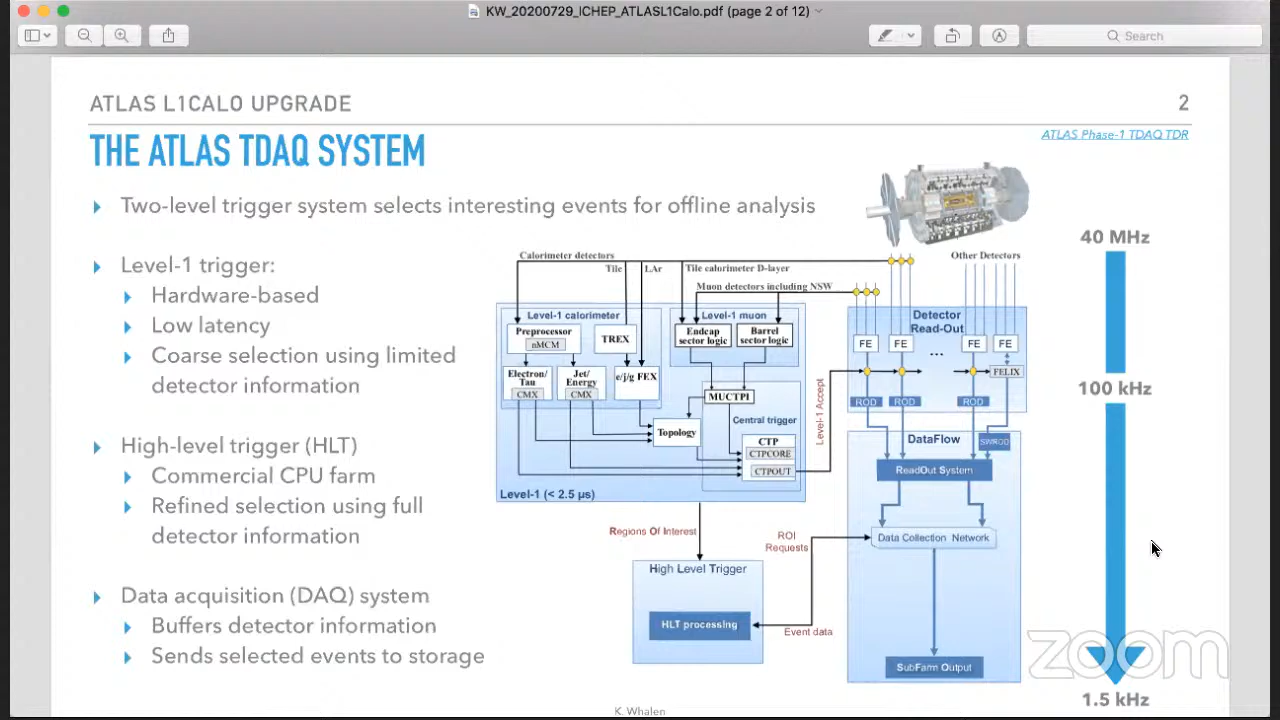 KW_20200729_ICHEP_ATLASL1Calo.pdf (page 2 of 12)
Search
ATLAS L1CALO UPGRADE
2
THE ATLAS TDAQ SYSTEM
ATLAS Phase-1 TDAQ TDR
Two-level trigger system selects interesting events for offline analysis
Level-1 trigger:
Hardware-based
Low latency
Coarse selection using limited
detector information
High-level trigger (HLT)
Commercial CPU farm
Refined selection using full
detector information
Data acquisition (DAQ) system
Buffers detector information
Sends selected events to storage
Calorimeter detectors
Tile
LAr
Tile calorimeter D-layer
Muon detectors including NSW
Other Detectors
Level-1 calorimeter
Preprocessor
nMCM
TREX
Electron/
Tau
CMX
Jet/
Energy
CMX
e/j/g FEX
Level-1 muon
Endcap
sector logic
Barrel
sector logic
MUCTPI
Central trigger
Topology
CTP
CTPCORE
CTPOUT
Level-1 (< 2.5 μs)
Level-1 Accept
Detector
Read-Out
FE
FE
...
FE
FE
FELIX
ROD
ROD
ROD
DataFlow
SWROD
ReadOut System
Data Collection Network
SubFarm Output
Regions Of Interest
ROI
Requests
High Level Trigger
HLT processing
Event data
40 MHz
100 kHz
1.5 kHz
zoom
K. Whalen